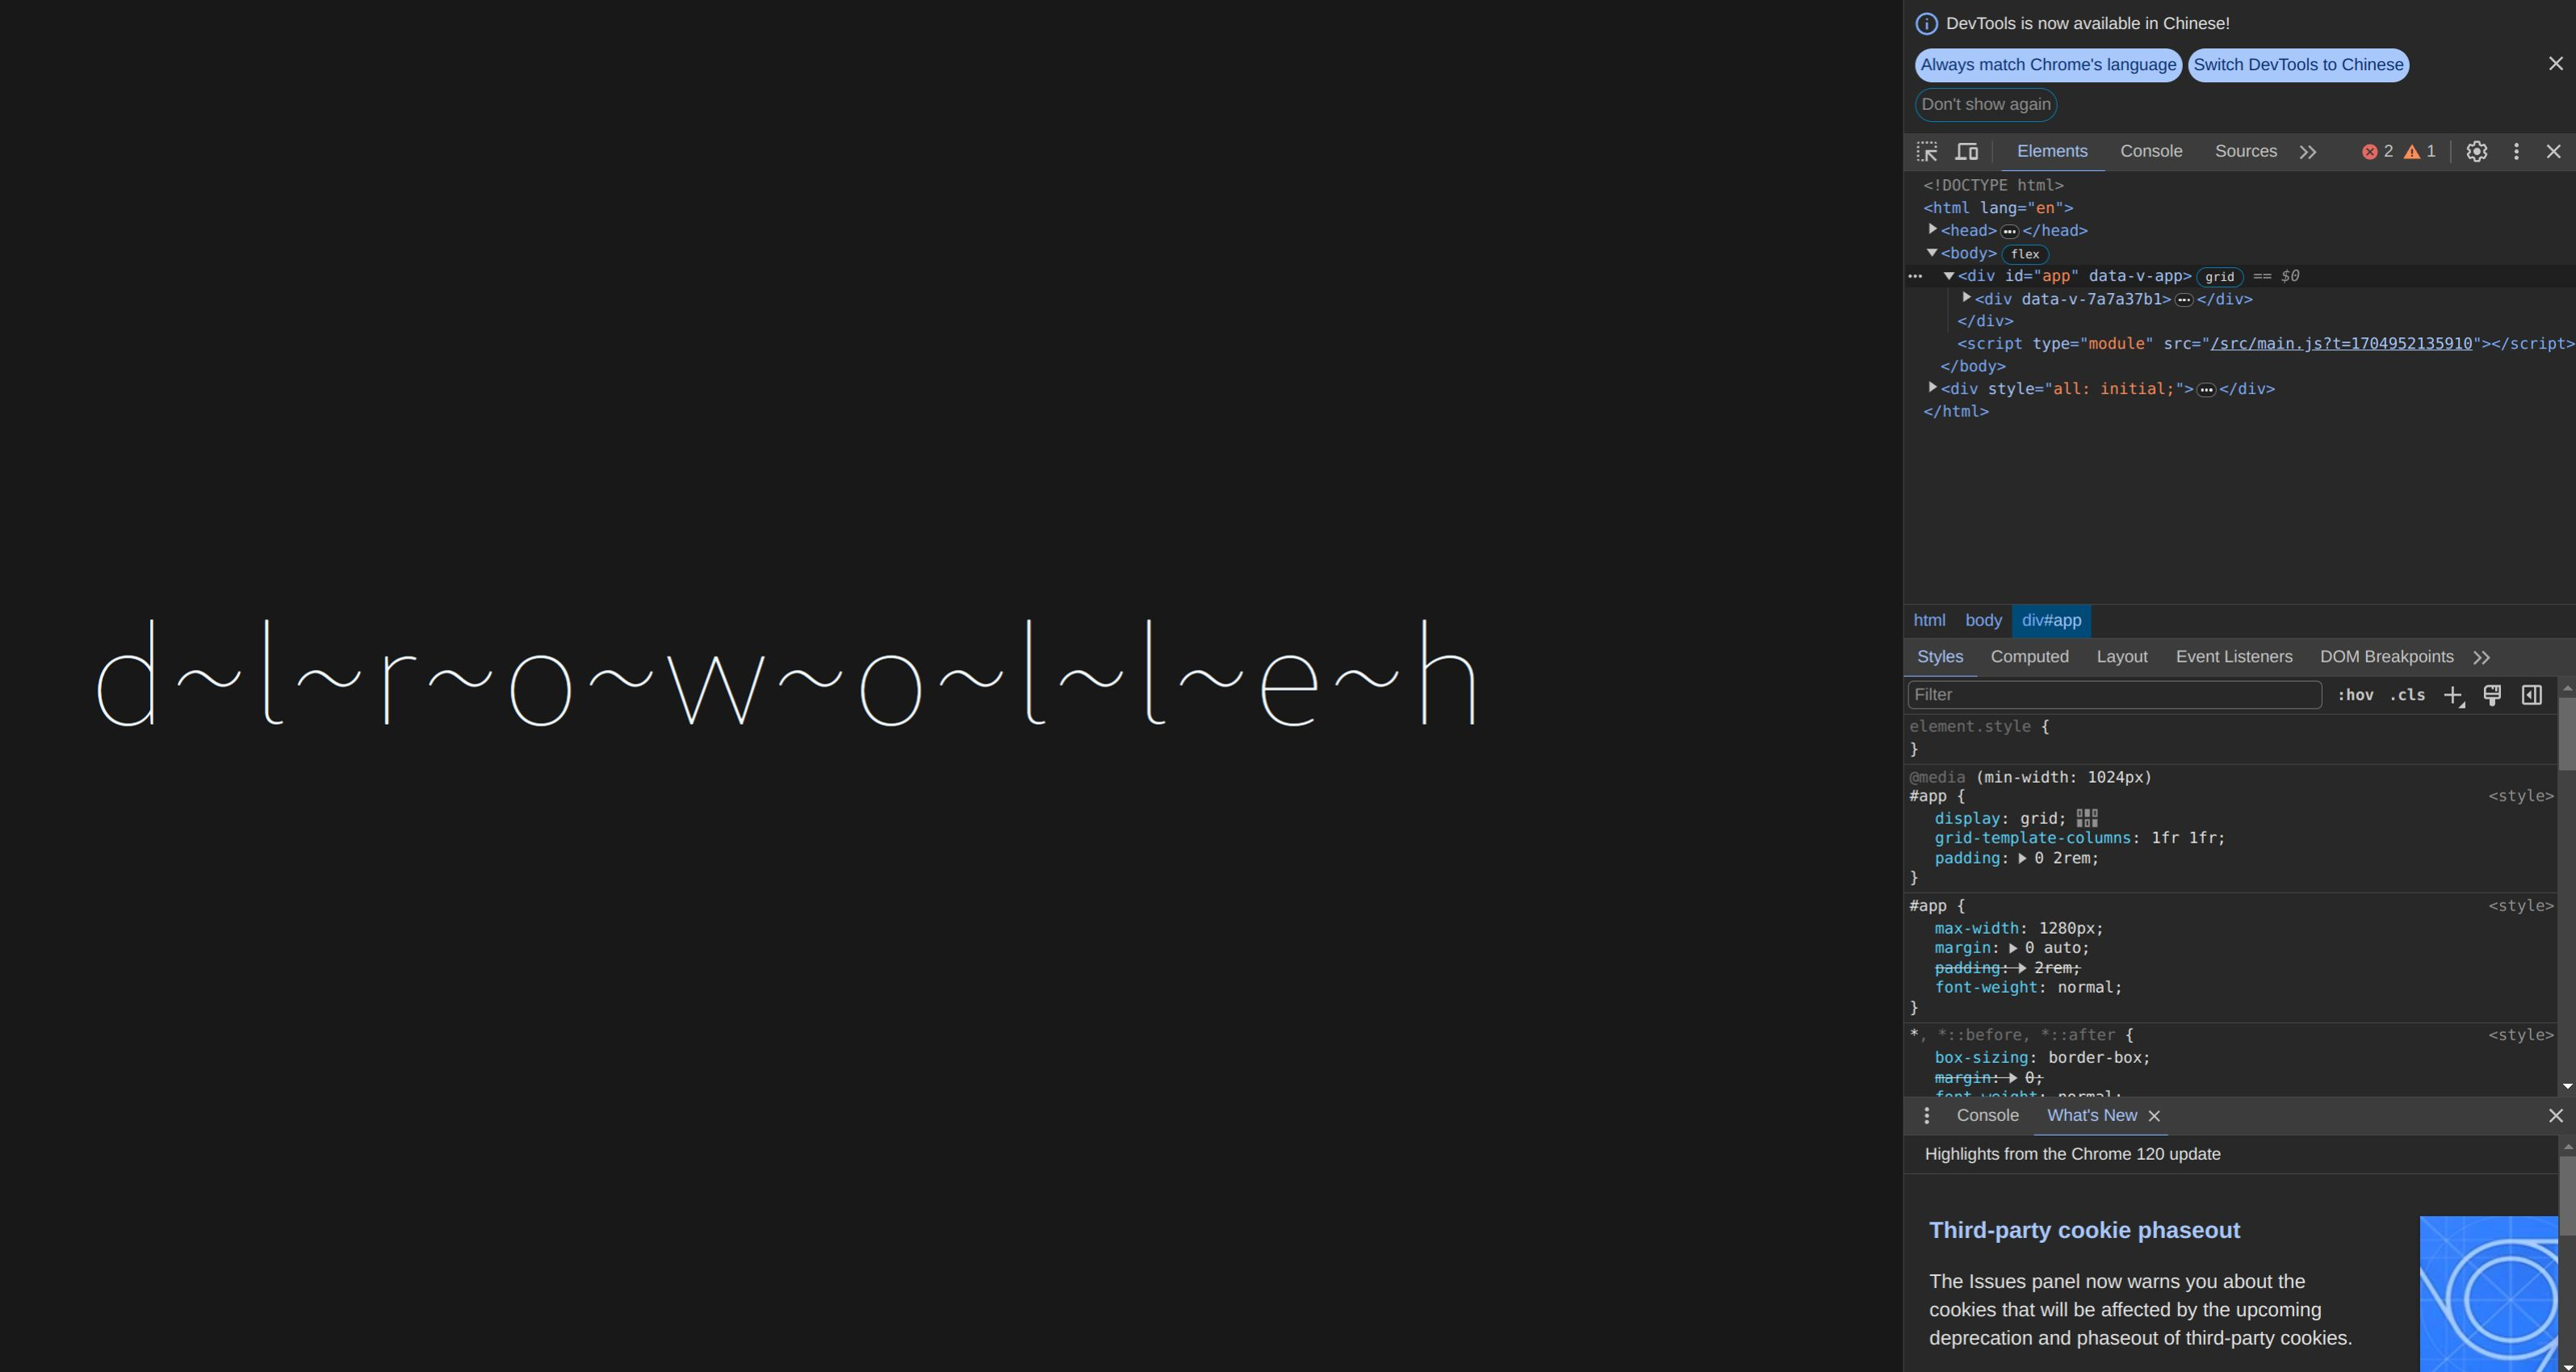 d~l~r~o~w~o~l~l~e~h
DevTools is now available in Chinese!
Always match Chrome's language Switch DevTools to Chinese
Don't show again
Elements Console Sources 2 1
<!DOCTYPE html>
<html lang="en">
<head>…</head>
<body> flex
… <div id="app" data-v-app> grid == $0
<div data-v-7a7a37b1>…</div>
</div>
<script type="module" src="/src/main.js?t=1704952135910"></script>
</body>
<div style="all: initial;">…</div>
</html>
html body div#app
Styles Computed Layout Event Listeners DOM Breakpoints
Filter :hov .cls
element.style {
}
@media (min-width: 1024px)
#app { <style>
display: grid;
grid-template-columns: 1fr 1fr;
padding: 0 2rem;
}
#app { <style>
max-width: 1280px;
margin: 0 auto;
padding: 2rem;
font-weight: normal;
}
*, *::before, *::after { <style>
box-sizing: border-box;
margin: 0;
font-weight: normal;
Console What's New
Highlights from the Chrome 120 update
Third-party cookie phaseout
The Issues panel now warns you about the
cookies that will be affected by the upcoming
deprecation and phaseout of third-party cookies.